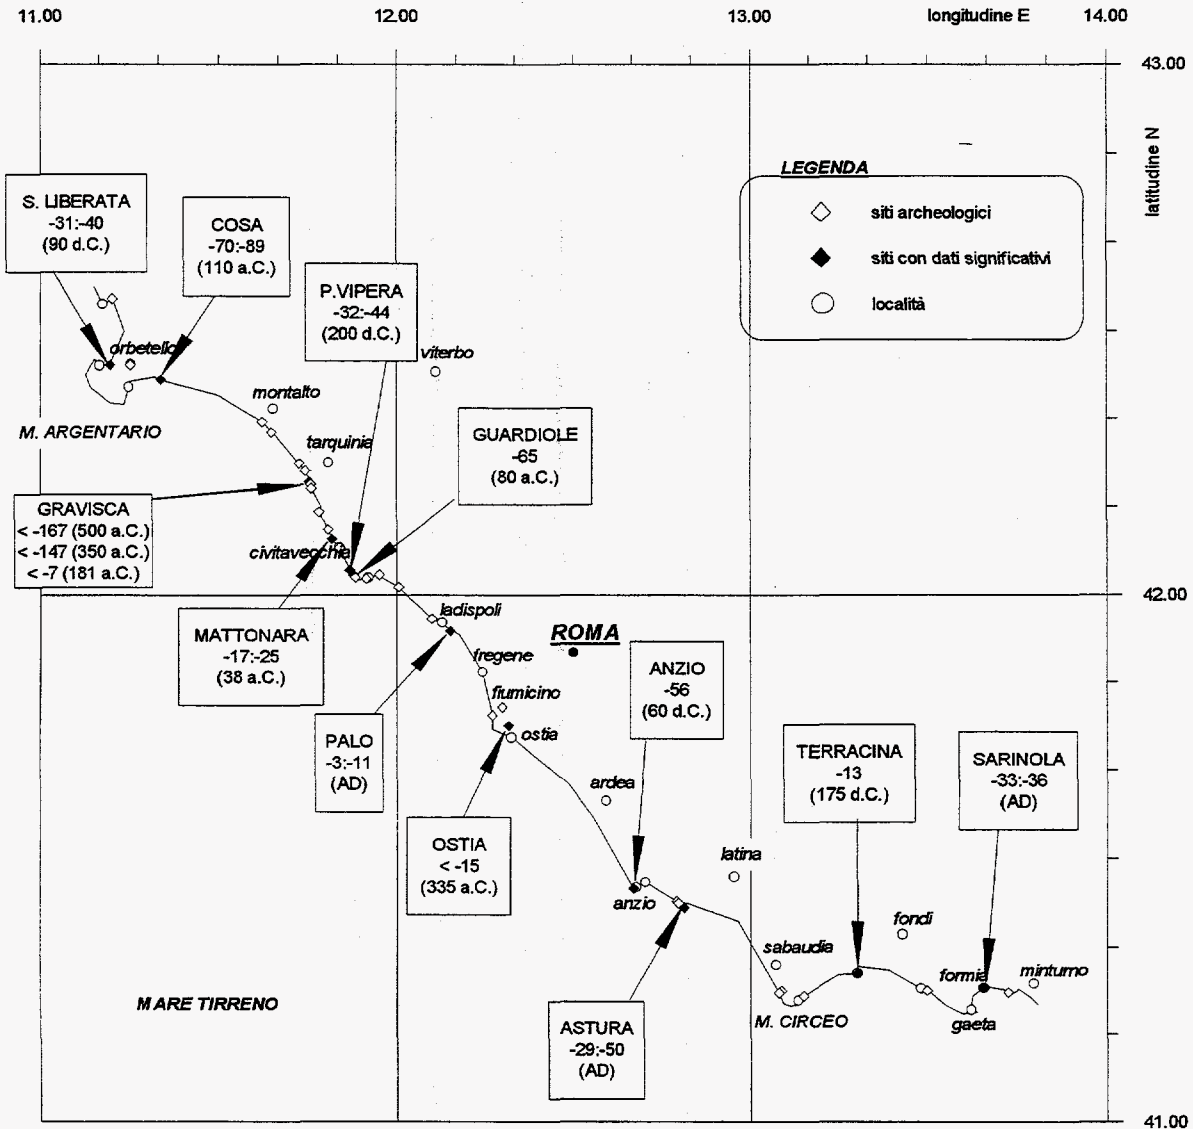 11.00
12.00
13.00
longitudine E
14.00
43.00
latitudine N
LEGENDA
siti archeologici
siti con dati significativi
località
S. LIBERATA
-31:-40
(90 d.C.)
COSA
-70:-89
(110 a.C.)
P.VIPERA
-32:-44
(200 d.C.)
orbetello
viterbo
montalto
M. ARGENTARIO
tarquinia
GUARDIOLE
-65
(80 a.C.)
GRAVISCA
< -167 (500 a.C.)
< -147 (350 a.C.)
< -7 (181 a.C.)
civitavecchia
42.00
MATTONARA
-17:-25
(38 a.C.)
ladispoli
ROMA
fregene
fiumicino
ANZIO
-56
(60 d.C.)
PALO
-3:-11
(AD)
ostia
TERRACINA
-13
(175 d.C.)
SARINOLA
-33:-36
(AD)
ardea
OSTIA
< -15
(335 a.C.)
latina
anzio
fondi
sabaudia
formia
minturno
MARE TIRRENO
M. CIRCEO
gaeta
ASTURA
-29:-50
(AD)
41.00